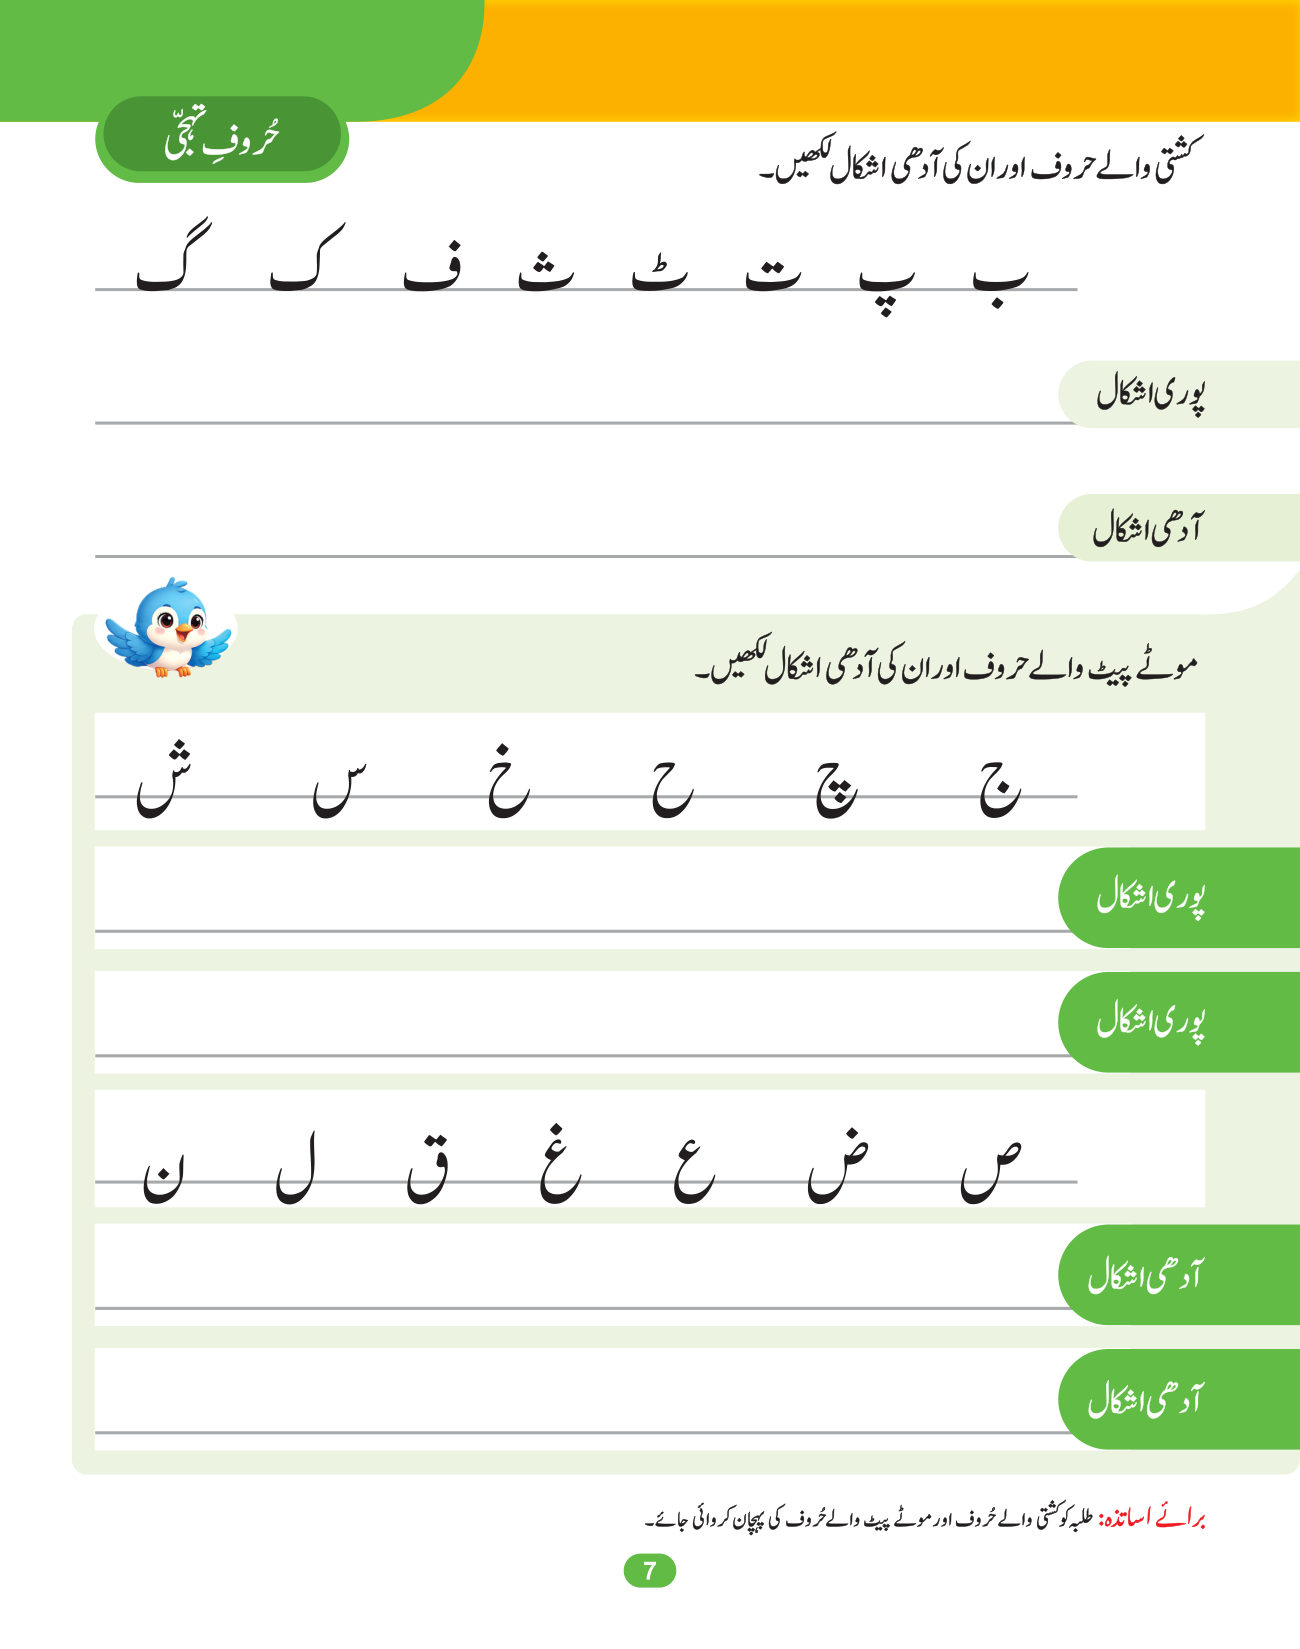 حُروفِ تہجّی
کشتی والے حروف اور ان کی آدھی اشکال لکھیں۔
ب پ ت ٹ ث ف ک گ
پوری اشکال
آدھی اشکال
موٹے پیٹ والے حروف اور ان کی آدھی اشکال لکھیں۔
ج چ ح خ س ش
پوری اشکال
پوری اشکال
ص ض ع غ ق ل ن
آدھی اشکال
آدھی اشکال
برائے اساتذہ: طلبہ کو کشتی والے حُروف اور موٹے پیٹ والے حُروف کی پہچان کروائی جائے۔
7